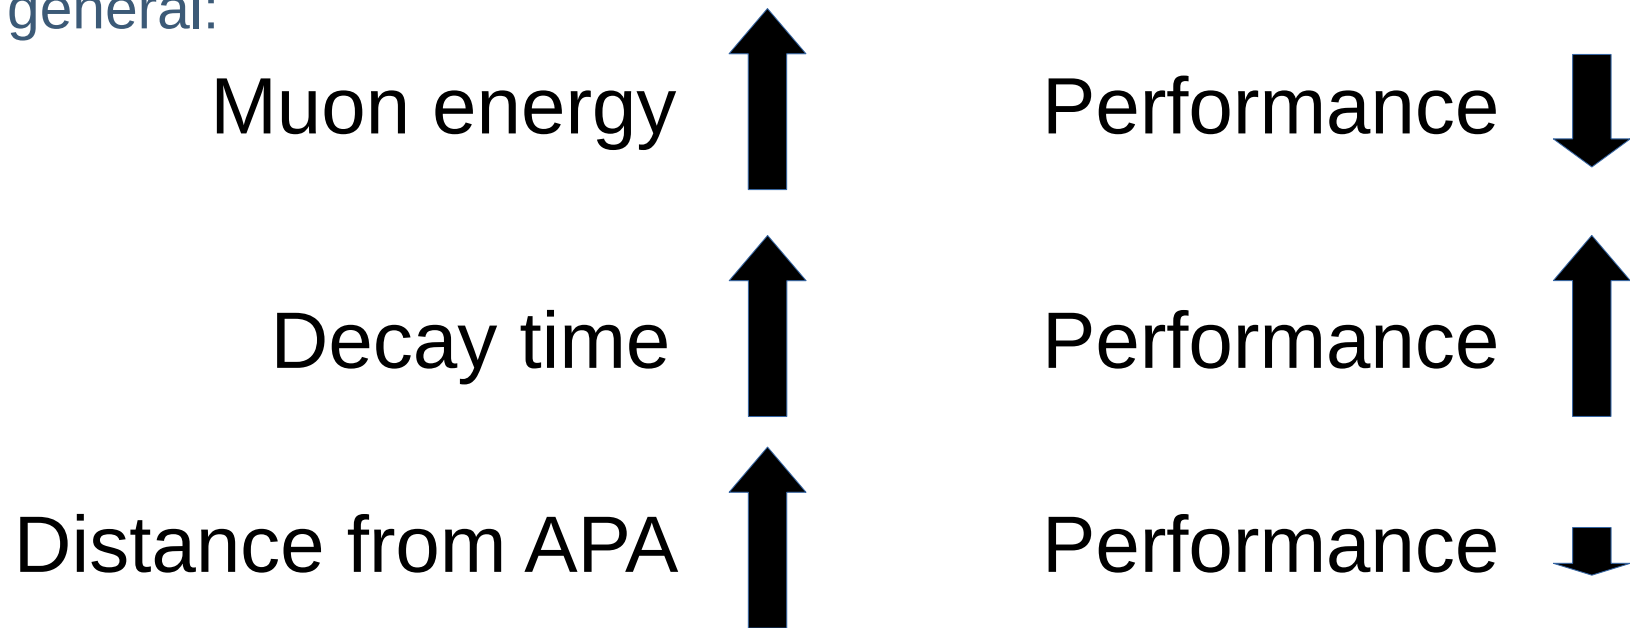 general:
Muon energy Performance
Decay time Performance
Distance from APA Performance